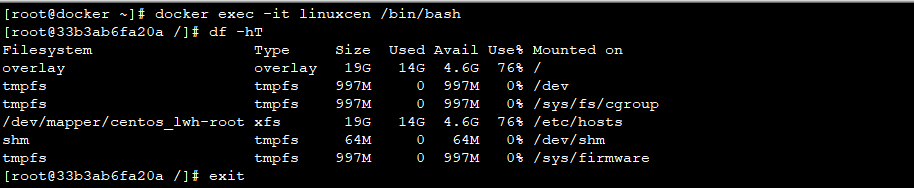 [root@docker ~]# docker exec -it linuxcen /bin/bash
[root@33b3ab6fa20a /]# df -hT
Filesystem                  Type     Size  Used Avail Use% Mounted on
overlay                     overlay   19G   14G  4.6G  76% /
tmpfs                       tmpfs    997M     0  997M   0% /dev
tmpfs                       tmpfs    997M     0  997M   0% /sys/fs/cgroup
/dev/mapper/centos_lwh-root xfs       19G   14G  4.6G  76% /etc/hosts
shm                         tmpfs     64M     0   64M   0% /dev/shm
tmpfs                       tmpfs    997M     0  997M   0% /sys/firmware
[root@33b3ab6fa20a /]# exit